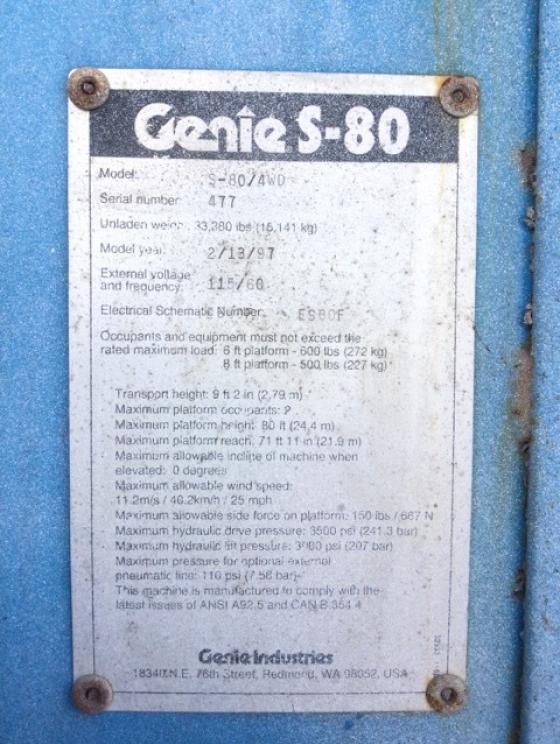 Genie S-80
Model: S-80/4WD
Serial number 477
Unladen 33,380 lbs (15,141 kg)
Model year 2/13/97
External voltage
and frequency: 115/60
Electrical Schematic Number ES80F
Occupants and equipment must not exceed the
rated maximum load: 6 ft platform - 600 lbs (272 kg)
8 ft platform - 500 lbs (227 kg)
Transport height: 9 ft 2 in (2,79 m)
Maximum platform occupants: 2
Maximum platform height: 80 ft (24,4 m)
Maximum platform reach, 71 ft 11 in (21,9 m)
Maximum allowable incline of machine when
elevated: 0 degrees
Maximum allowable wind speed:
11.2m/s / 40.2km/h / 25 mph
Maximum allowable side force on platform: 150 lbs / 667 N
Maximum hydraulic drive pressure: 3500 psi (241.3 bar)
Maximum hydraulic lift pressure: 3000 psi (207 bar)
Maximum pressure for optional external
pneumatic line: 110 psi (7.58 bar)
This machine is manufactured to comply with the
latest issues of ANSI A92.5 and CAN B.354.4
Genie Industries
18340 N.E. 76th Street, Redmond, WA 98052, USA